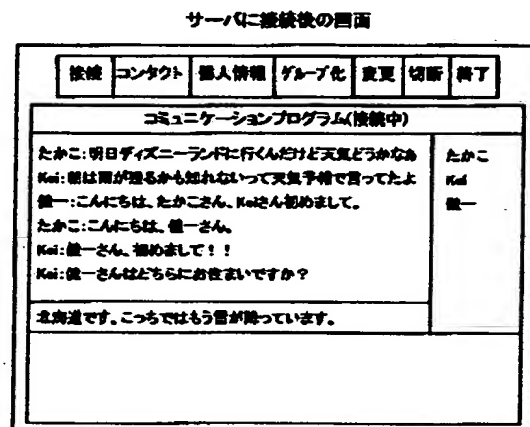 サーバに接続後の画面
接続 コンタクト 個人情報 グループ化 変更 切断 終了
コミュニケーションプログラム(接続中)
たかこ:明日ディズニーランドに行くんだけど天気どうかなあ
Kei:朝は雨が残るかも知れないって天気予報で言ってたよ
健一:こんにちは、たかこさん、Keiさん初めまして。
たかこ:こんにちは、健一さん。
Kei:健一さん、初めまして!!
Kei:健一さんはどちらにお住まいですか?
北海道です。こっちではもう雪が降っています。
たかこ
Kei
健一